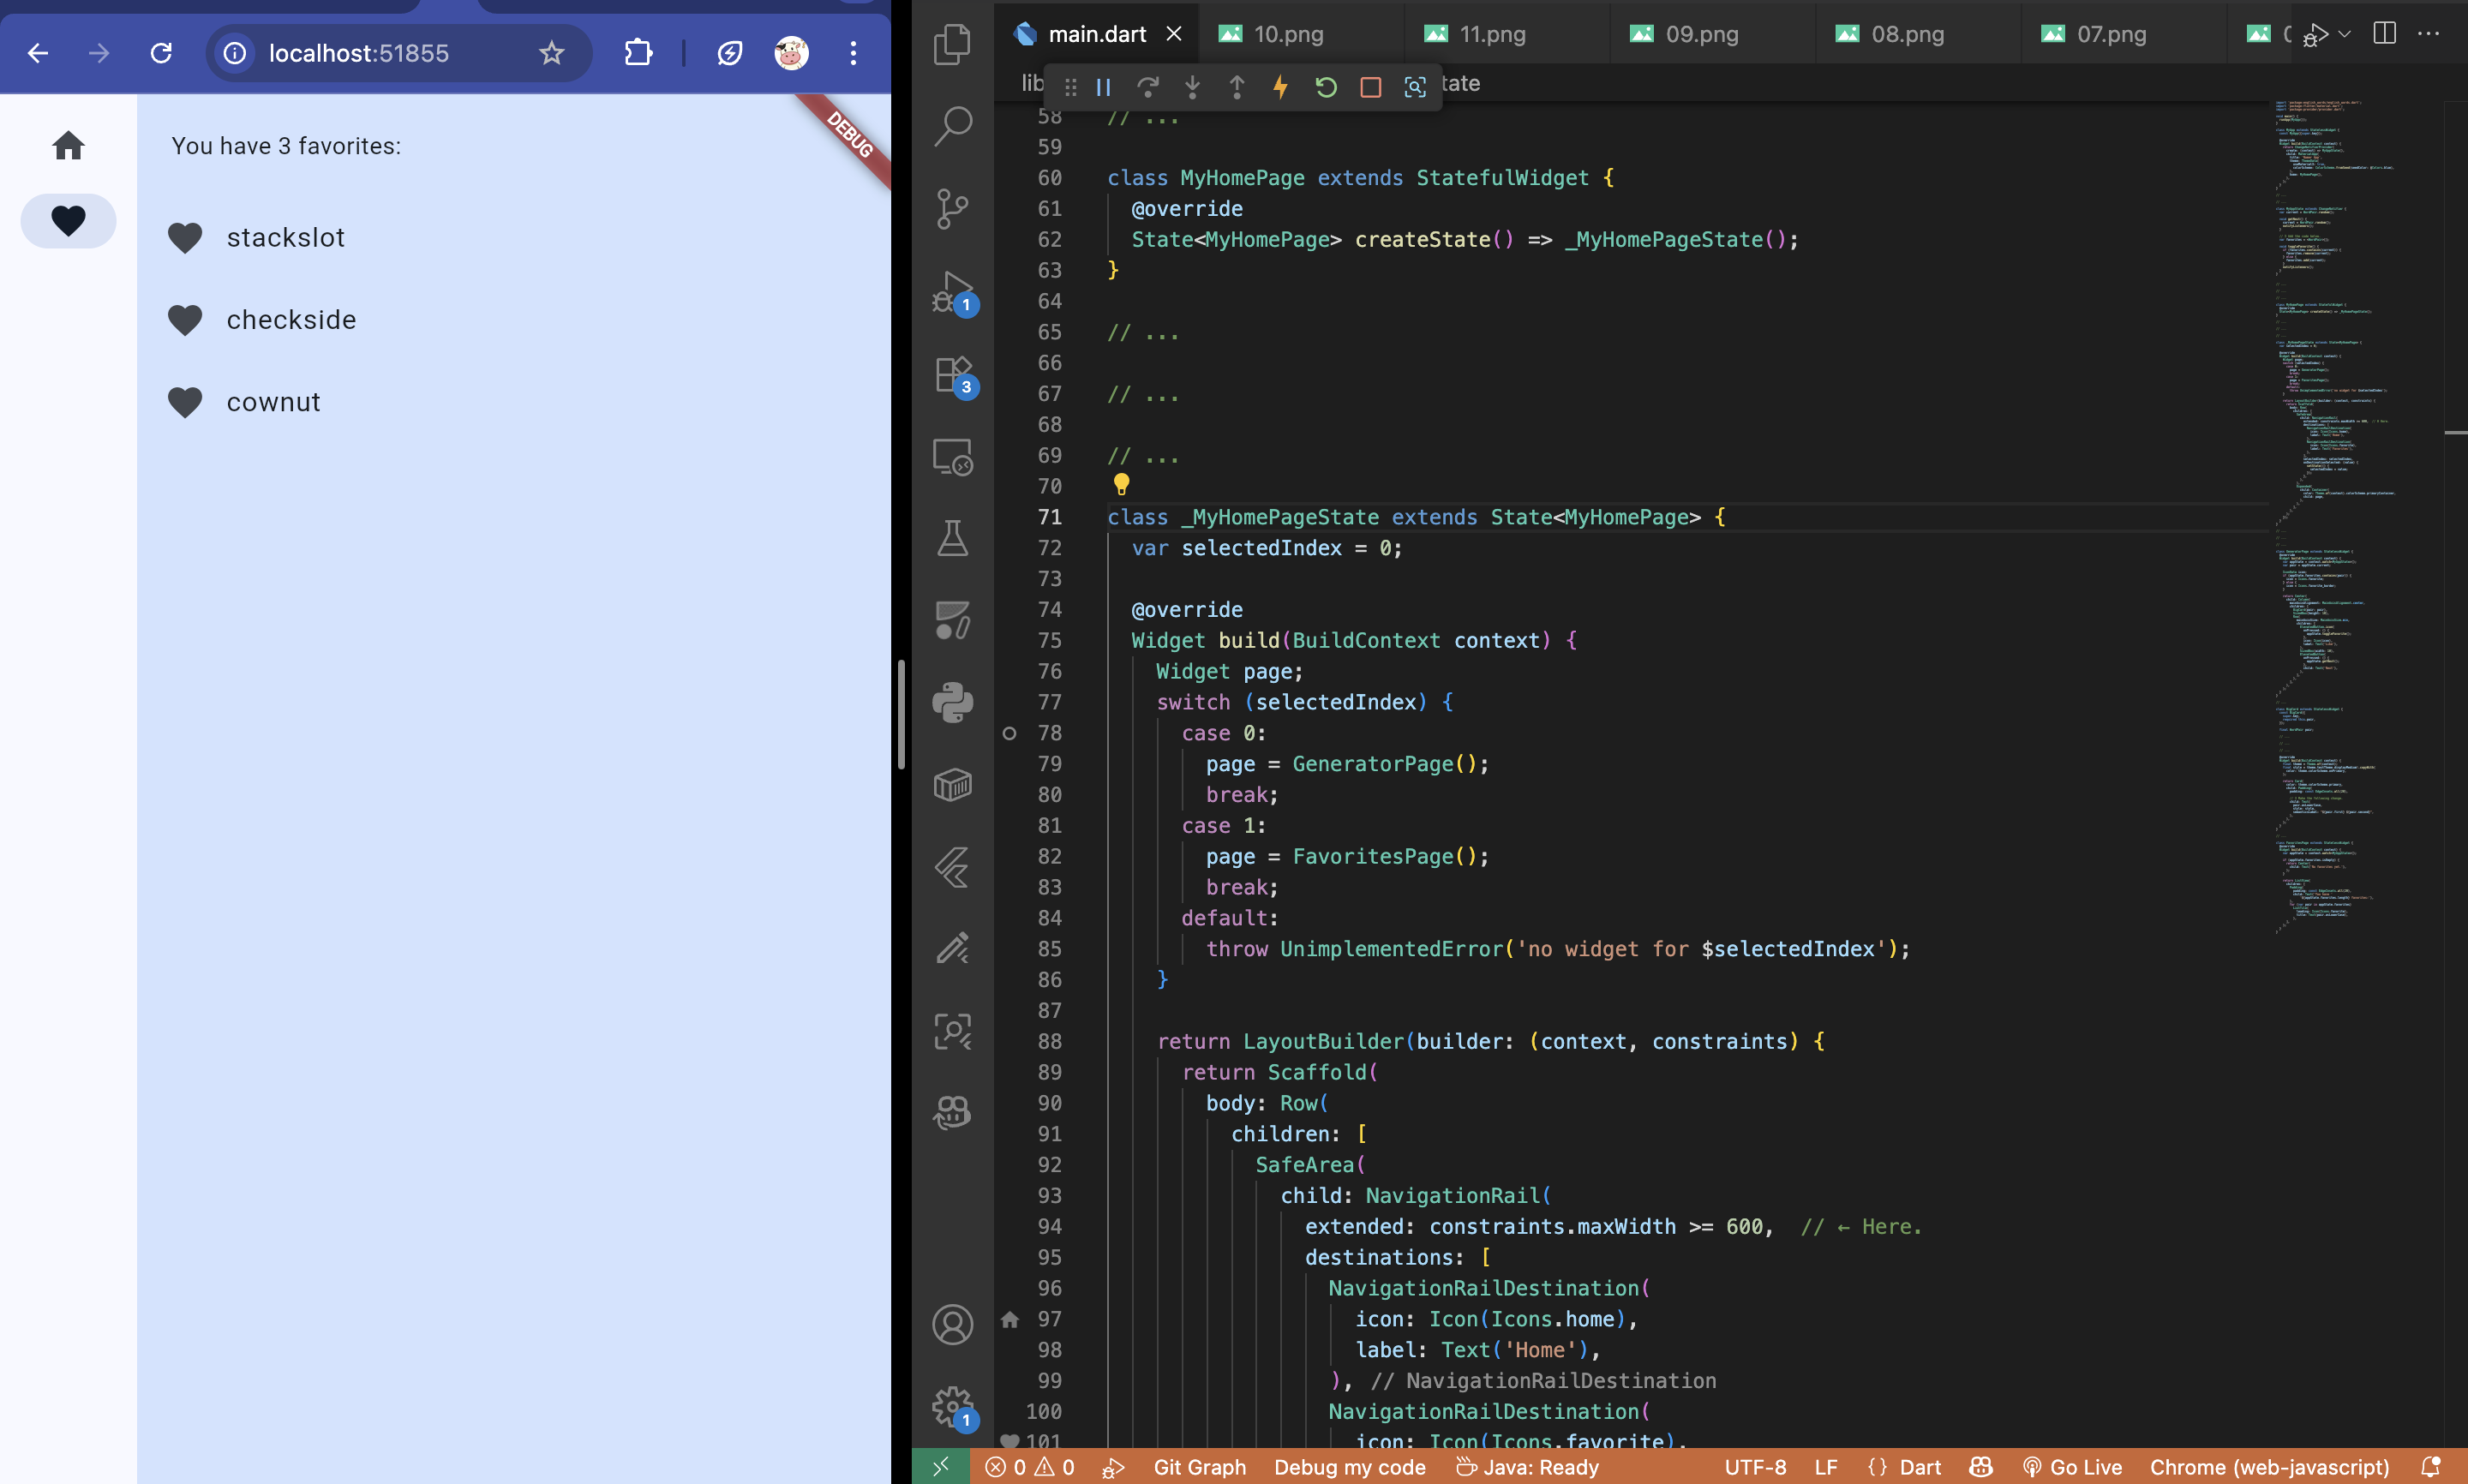 localhost:51855
You have 3 favorites:
DEBUG
stackslot
checkside
cownut
main.dart
10.png
11.png
09.png
08.png
07.png
lib
tate
1
3
1
58 // ...
59
60 class MyHomePage extends StatefulWidget {
61 @override
62 State<MyHomePage> createState() => _MyHomePageState();
63 }
64
65 // ...
66
67 // ...
68
69 // ...
70
71 class _MyHomePageState extends State<MyHomePage> {
72 var selectedIndex = 0;
73
74 @override
75 Widget build(BuildContext context) {
76 Widget page;
77 switch (selectedIndex) {
78 case 0:
79 page = GeneratorPage();
80 break;
81 case 1:
82 page = FavoritesPage();
83 break;
84 default:
85 throw UnimplementedError('no widget for $selectedIndex');
86 }
87
88 return LayoutBuilder(builder: (context, constraints) {
89 return Scaffold(
90 body: Row(
91 children: [
92 SafeArea(
93 child: NavigationRail(
94 extended: constraints.maxWidth >= 600, // ← Here.
95 destinations: [
96 NavigationRailDestination(
97 icon: Icon(Icons.home),
98 label: Text('Home'),
99 ), // NavigationRailDestination
100 NavigationRailDestination(
101 icon: Icon(Icons.favorite),
0 0 Git Graph Debug my code Java: Ready UTF-8 LF {} Dart Go Live Chrome (web-javascript)